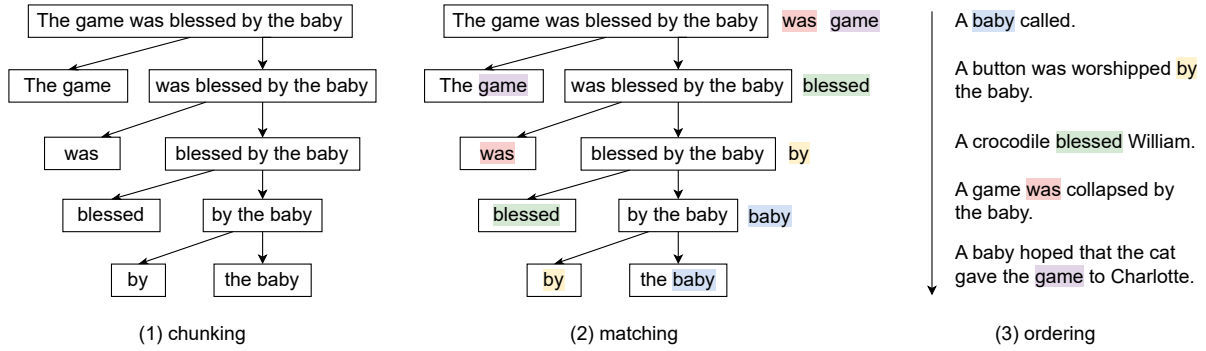 The game was blessed by the baby
The game
was blessed by the baby
was
blessed by the baby
blessed
by the baby
by
the baby
(1) chunking
The game was blessed by the baby was game
The game
was blessed by the baby blessed
was
blessed by the baby by
blessed
by the baby baby
by
the baby
(2) matching
A baby called.
A button was worshipped by
the baby.
A crocodile blessed William.
A game was collapsed by
the baby.
A baby hoped that the cat
gave the game to Charlotte.
(3) ordering